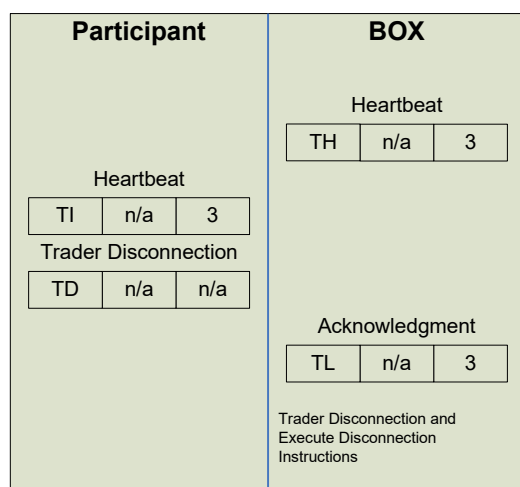 Participant
BOX
Heartbeat
TH n/a 3
Heartbeat
TI n/a 3
Trader Disconnection
TD n/a n/a
Acknowledgment
TL n/a 3
Trader Disconnection and
Execute Disconnection
Instructions